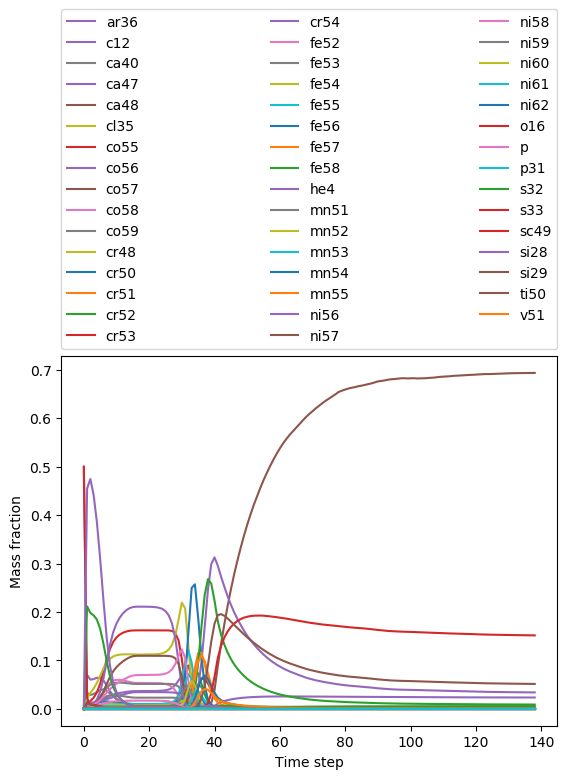 ar36
c12
ca40
ca47
ca48
cl35
co55
co56
co57
co58
co59
cr48
cr50
cr51
cr52
cr53
cr54
fe52
fe53
fe54
fe55
fe56
fe57
fe58
he4
mn51
mn52
mn53
mn54
mn55
ni56
ni57
ni58
ni59
ni60
ni61
ni62
o16
p
p31
s32
s33
sc49
si28
si29
ti50
v51
0.7
0.6
0.5
0.4
0.3
0.2
0.1
0.0
Mass fraction
0 20 40 60 80 100 120 140
Time step